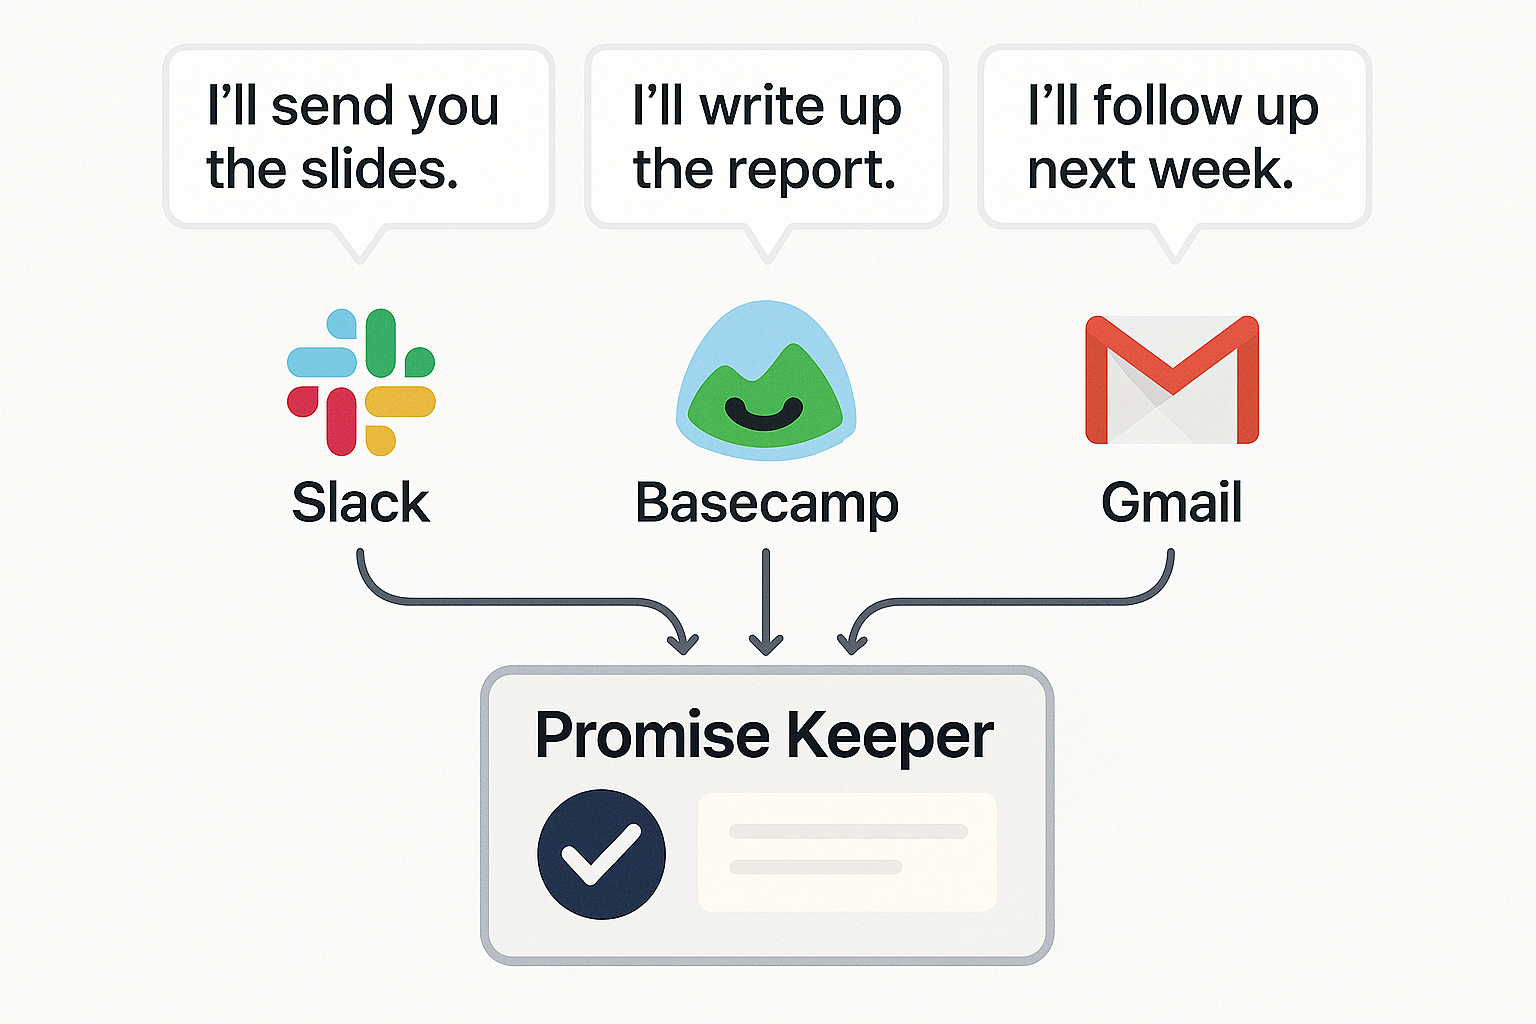 I’ll send you
the slides.
I’ll write up
the report.
I’ll follow up
next week.
Slack
Basecamp
Gmail
Promise Keeper